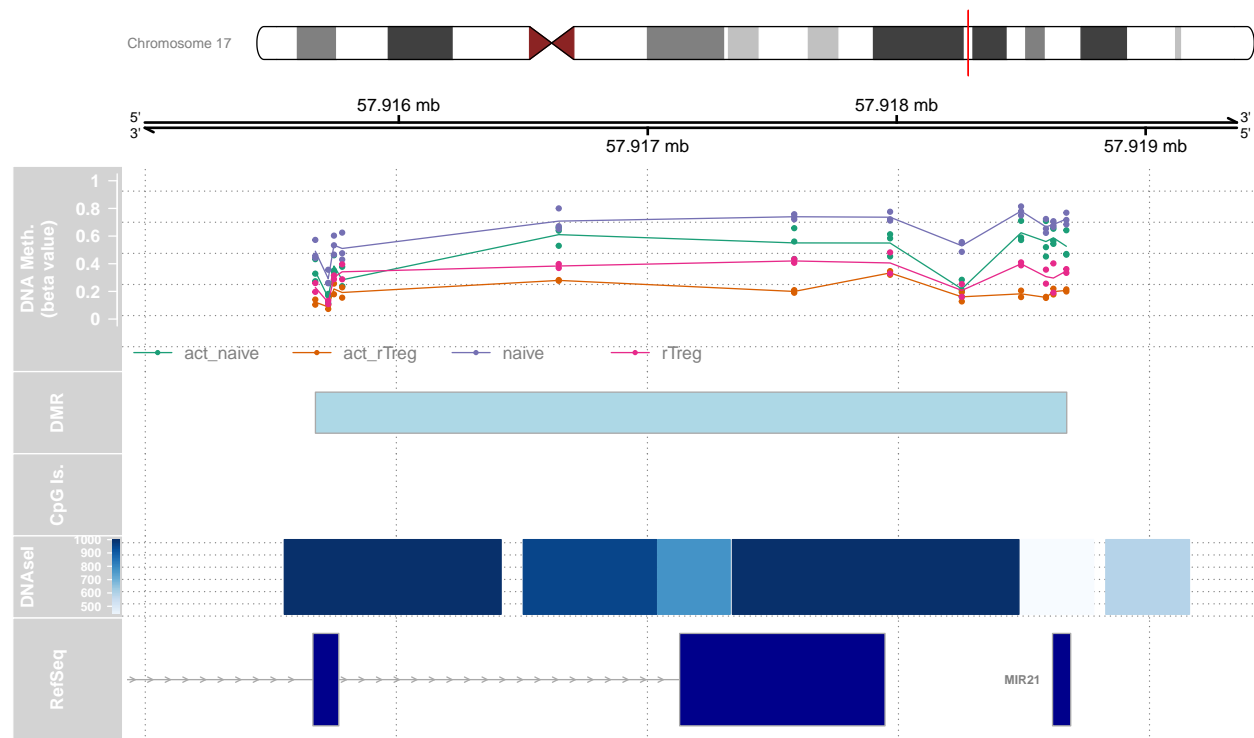 Chromosome 17
57.916 mb
57.918 mb
5'
3'
3'
5'
57.917 mb
57.919 mb
DNA Meth.
(beta value)
1
0.8
0.6
0.4
0.2
0
act_naive
act_rTreg
naive
rTreg
DMR
CpG Is.
DNAseI
1000
900
800
700
600
500
RefSeq
MIR21